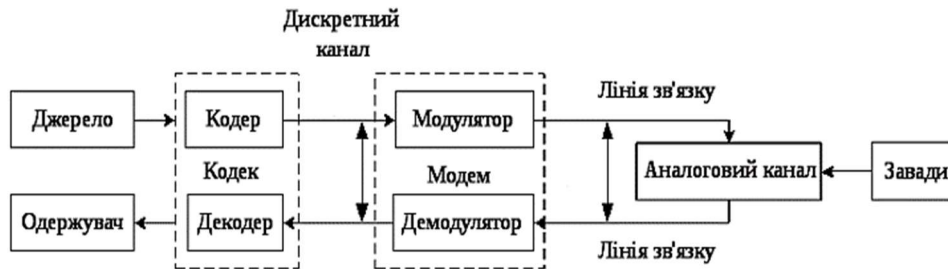 Дискретний
канал
Лінія зв'язку
Джерело
Кодер
Модулятор
Кодек
Модем
Аналоговий канал
Завади
Одержувач
Декодер
Демодулятор
Лінія зв'язку